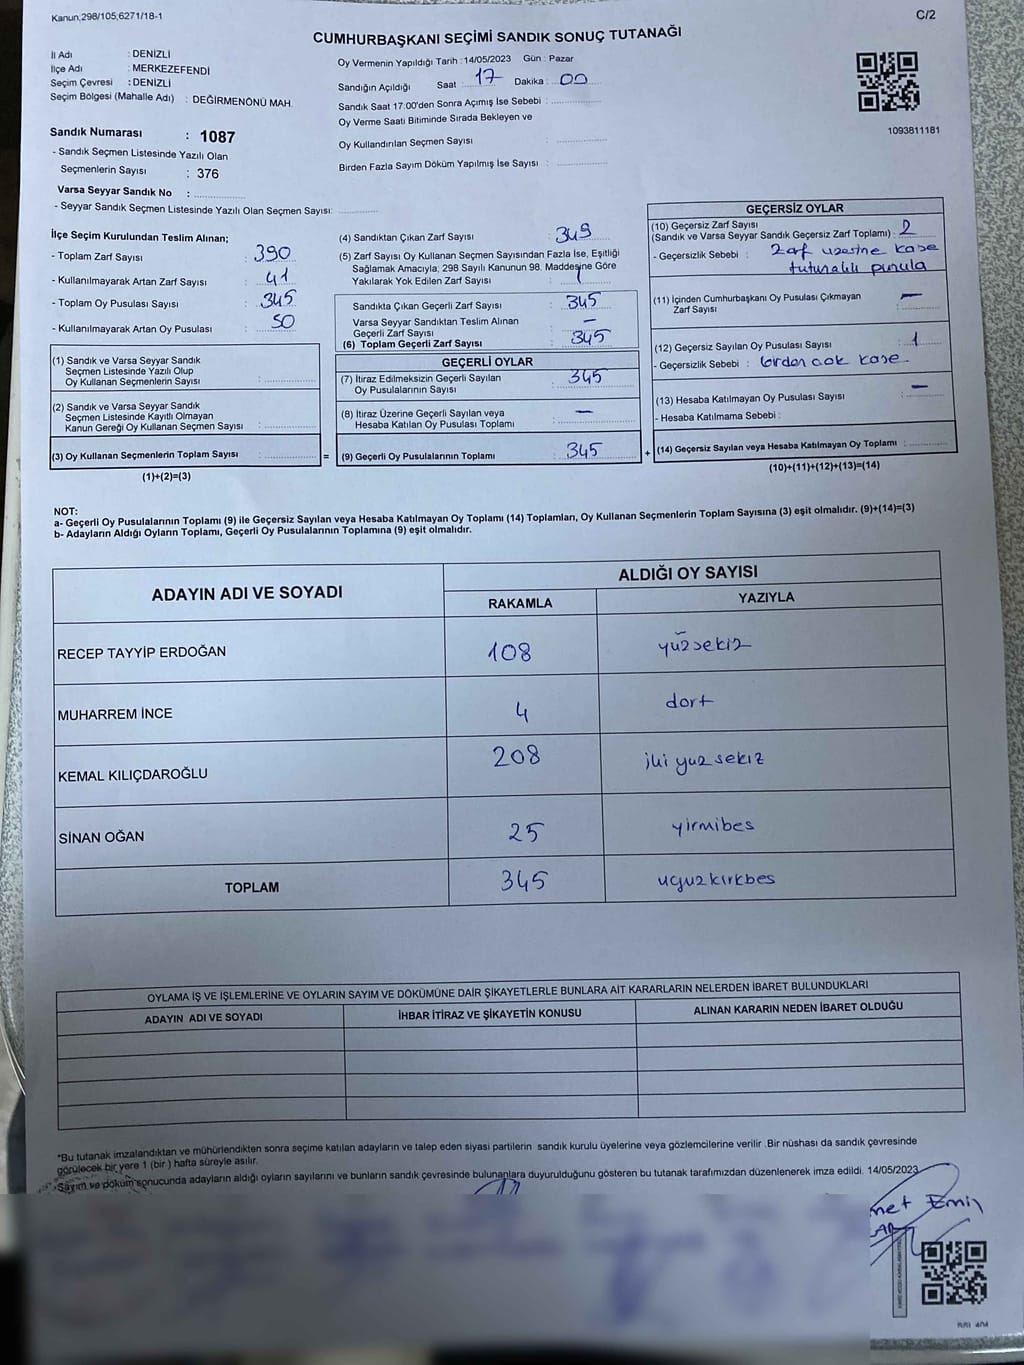 Kanun,298/105,6271/18-1
C/2
CUMHURBAŞKANI SEÇİMİ SANDIK SONUÇ TUTANAĞI
İl Adı : DENİZLİ
İlçe Adı : MERKEZEFENDİ
Seçim Çevresi : DENİZLİ
Seçim Bölgesi (Mahalle Adı) : DEĞİRMENÖNÜ MAH.
Oy Vermenin Yapıldığı Tarih : 14/05/2023 Gün : Pazar
Sandığın Açıldığı Saat : 17 Dakika : 00
Sandık Saat 17:00'den Sonra Açımış İse Sebebi :
Oy Verme Saati Bitiminde Sırada Bekleyen ve
Oy Kullandırılan Seçmen Sayısı :
Birden Fazla Sayım Döküm Yapılmış İse Sayısı :
1093811181
Sandık Numarası : 1087
- Sandık Seçmen Listesinde Yazılı Olan
Seçmenlerin Sayısı : 376
Varsa Seyyar Sandık No :
- Seyyar Sandık Seçmen Listesinde Yazılı Olan Seçmen Sayısı:
İlçe Seçim Kurulundan Teslim Alınan;
- Toplam Zarf Sayısı : 390
- Kullanılmayarak Artan Zarf Sayısı : 41
- Toplam Oy Pusulası Sayısı : 345
- Kullanılmayarak Artan Oy Pusulası : 50
(1) Sandık ve Varsa Seyyar Sandık
Seçmen Listesinde Yazılı Olup
Oy Kullanan Seçmenlerin Sayısı :
(2) Sandık ve Varsa Seyyar Sandık
Seçmen Listesinde Kayıtlı Olmayan
Kanun Gereği Oy Kullanan Seçmen Sayısı :
(3) Oy Kullanan Seçmenlerin Toplam Sayısı : =
(1)+(2)=(3)
(4) Sandıktan Çıkan Zarf Sayısı : 349
(5) Zarf Sayısı Oy Kullanan Seçmen Sayısından Fazla İse, Eşitliği
Sağlamak Amacıyla, 298 Sayılı Kanunun 98. Maddesine Göre
Yakılarak Yok Edilen Zarf Sayısı :
Sandıkta Çıkan Geçerli Zarf Sayısı : 345
Varsa Seyyar Sandıktan Teslim Alınan
Geçerli Zarf Sayısı : –
(6) Toplam Geçerli Zarf Sayısı : 345
GEÇERLİ OYLAR
(7) İtiraz Edilmeksizin Geçerli Sayılan
Oy Pusulalarının Sayısı : 345
(8) İtiraz Üzerine Geçerli Sayılan veya
Hesaba Katılan Oy Pusulası Toplamı : –
(9) Geçerli Oy Pusulalarının Toplamı : 345 +
GEÇERSİZ OYLAR
(10) Geçersiz Zarf Sayısı
(Sandık ve Varsa Seyyar Sandık Geçersiz Zarf Toplamı) : 2
- Geçersizlik Sebebi : Zarf uzerine kase
(11) İçinden Cumhurbaşkanı Oy Pusulası Çıkmayan
Zarf Sayısı : –
(12) Geçersiz Sayılan Oy Pusulası Sayısı : 1
- Geçersizlik Sebebi : birden cok kase
(13) Hesaba Katılmayan Oy Pusulası Sayısı : –
- Hesaba Katılmama Sebebi :
(14) Geçersiz Sayılan veya Hesaba Katılmayan Oy Toplamı :
(10)+(11)+(12)+(13)=(14)
NOT:
a- Geçerli Oy Pusulalarının Toplamı (9) ile Geçersiz Sayılan veya Hesaba Katılmayan Oy Toplamı (14) Toplamları, Oy Kullanan Seçmenlerin Toplam Sayısına (3) eşit olmalıdır. (9)+(14)=(3)
b- Adayların Aldığı Oyların Toplamı, Geçerli Oy Pusulalarının Toplamına (9) eşit olmalıdır.
ADAYIN ADI VE SOYADI
ALDIĞI OY SAYISI
RAKAMLA YAZIYLA
RECEP TAYYİP ERDOĞAN 108 yüzsekiz
MUHARREM İNCE 4 dort
KEMAL KILIÇDAROĞLU 208 iki yuz sekiz
SİNAN OĞAN 25 yirmibes
TOPLAM 345 uçyuzkırkbes
OYLAMA İŞ VE İŞLEMLERİNE VE OYLARIN SAYIM VE DÖKÜMÜNE DAİR ŞİKAYETLERLE BUNLARA AİT KARARLARIN NELERDEN İBARET BULUNDUKLARI
ADAYIN ADI VE SOYADI İHBAR İTİRAZ VE ŞİKAYETİN KONUSU ALINAN KARARIN NEDEN İBARET OLDUĞU
*Bu tutanak imzalandıktan ve mühürlendikten sonra seçime katılan adayların ve talep eden siyasi partilerin sandık kurulu üyelerine veya gözlemcilerine verilir .Bir nüshası da sandık çevresinde
görülecek bir yere 1 (bir ) hafta süreyle asılır.
Sayım ve döküm sonucunda adayların aldığı oyların sayılarını ve bunların sandık çevresinde bulunanlara duyurulduğunu gösteren bu tutanak tarafımızdan düzenlenerek imza edildi. 14/05/2023
met Emin